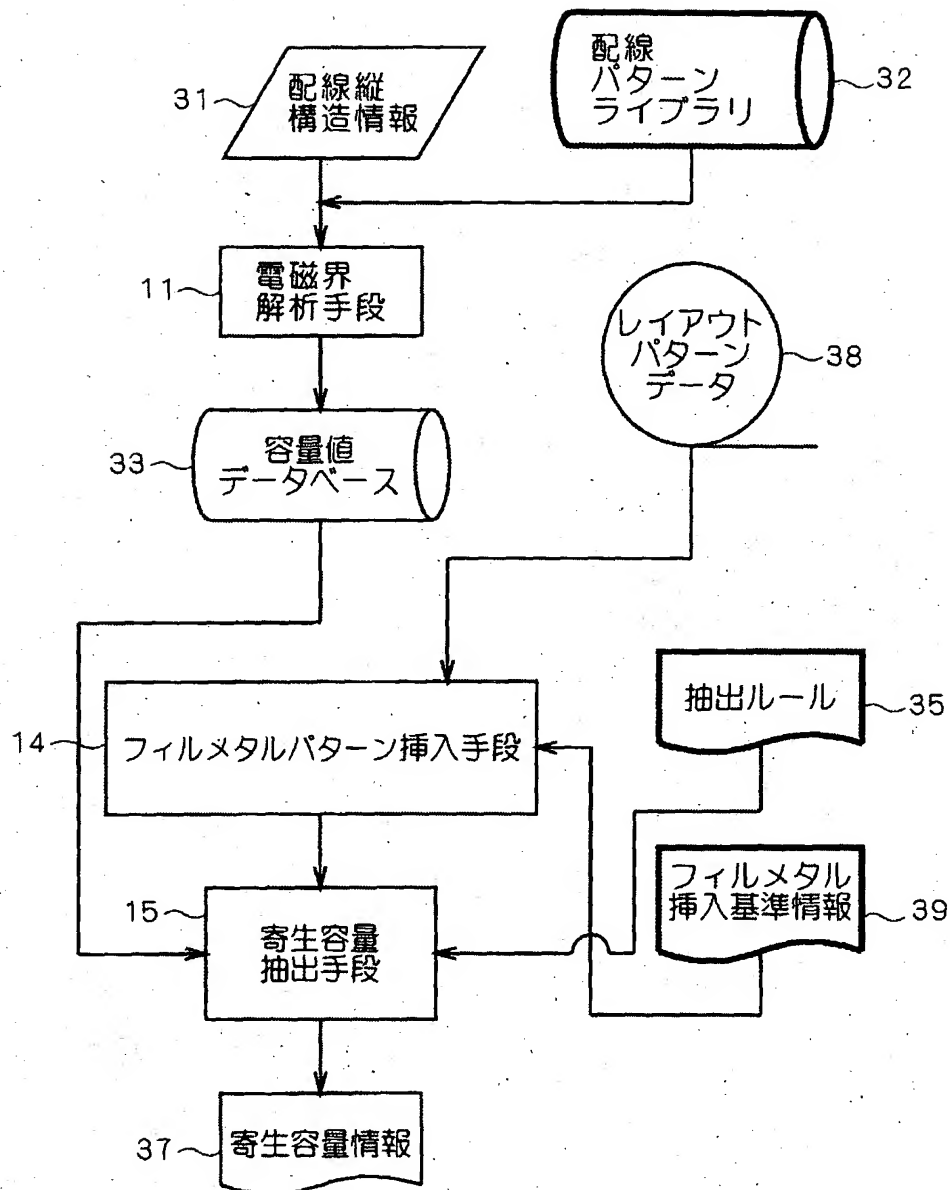 31
配線縦
構造情報
配線
パターン
ライブラリ
32
11
電磁界
解析手段
レイアウト
パターン
データ
38
33
容量値
データベース
14
フィルメタルパターン挿入手段
抽出ルール
35
15
寄生容量
抽出手段
フィルメタル
挿入基準情報
39
37
寄生容量情報